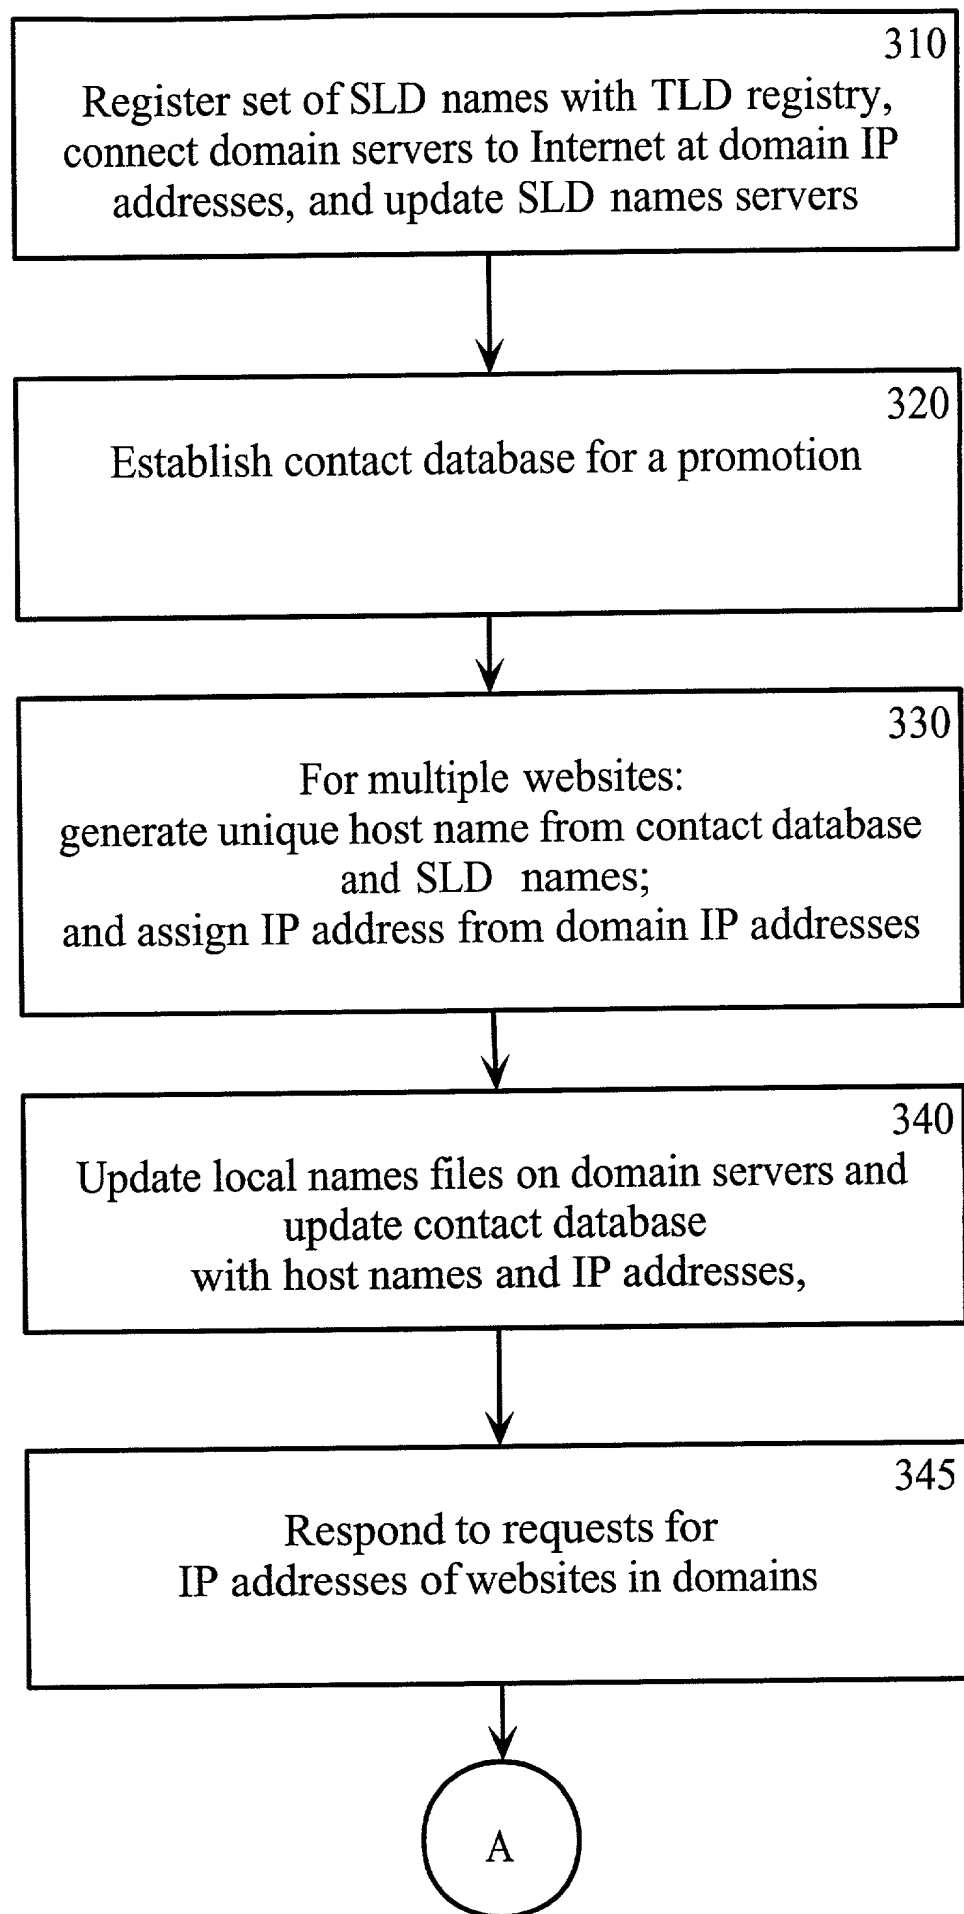 310
Register set of SLD names with TLD registry,
connect domain servers to Internet at domain IP
addresses, and update SLD names servers
320
Establish contact database for a promotion
330
For multiple websites:
generate unique host name from contact database
and SLD names;
and assign IP address from domain IP addresses
340
Update local names files on domain servers and
update contact database
with host names and IP addresses,
345
Respond to requests for
IP addresses of websites in domains
A